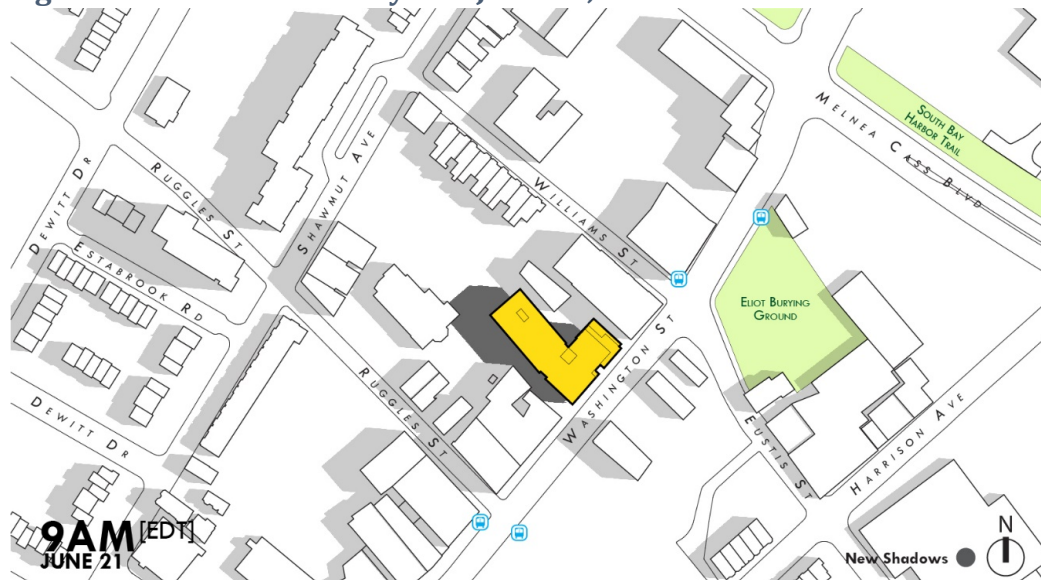 South Bay
Harbor Trail
Melnea Cass Blvd
Dewitt Dr
Ruggles St
Shawmut Ave
Williams St
Estabrook Rd
Eliot Burying
Ground
Washington St
Dewitt Dr
Ruggles St
Eustis St
Harrison Ave
9AM [EDT]
JUNE 21
New Shadows
N